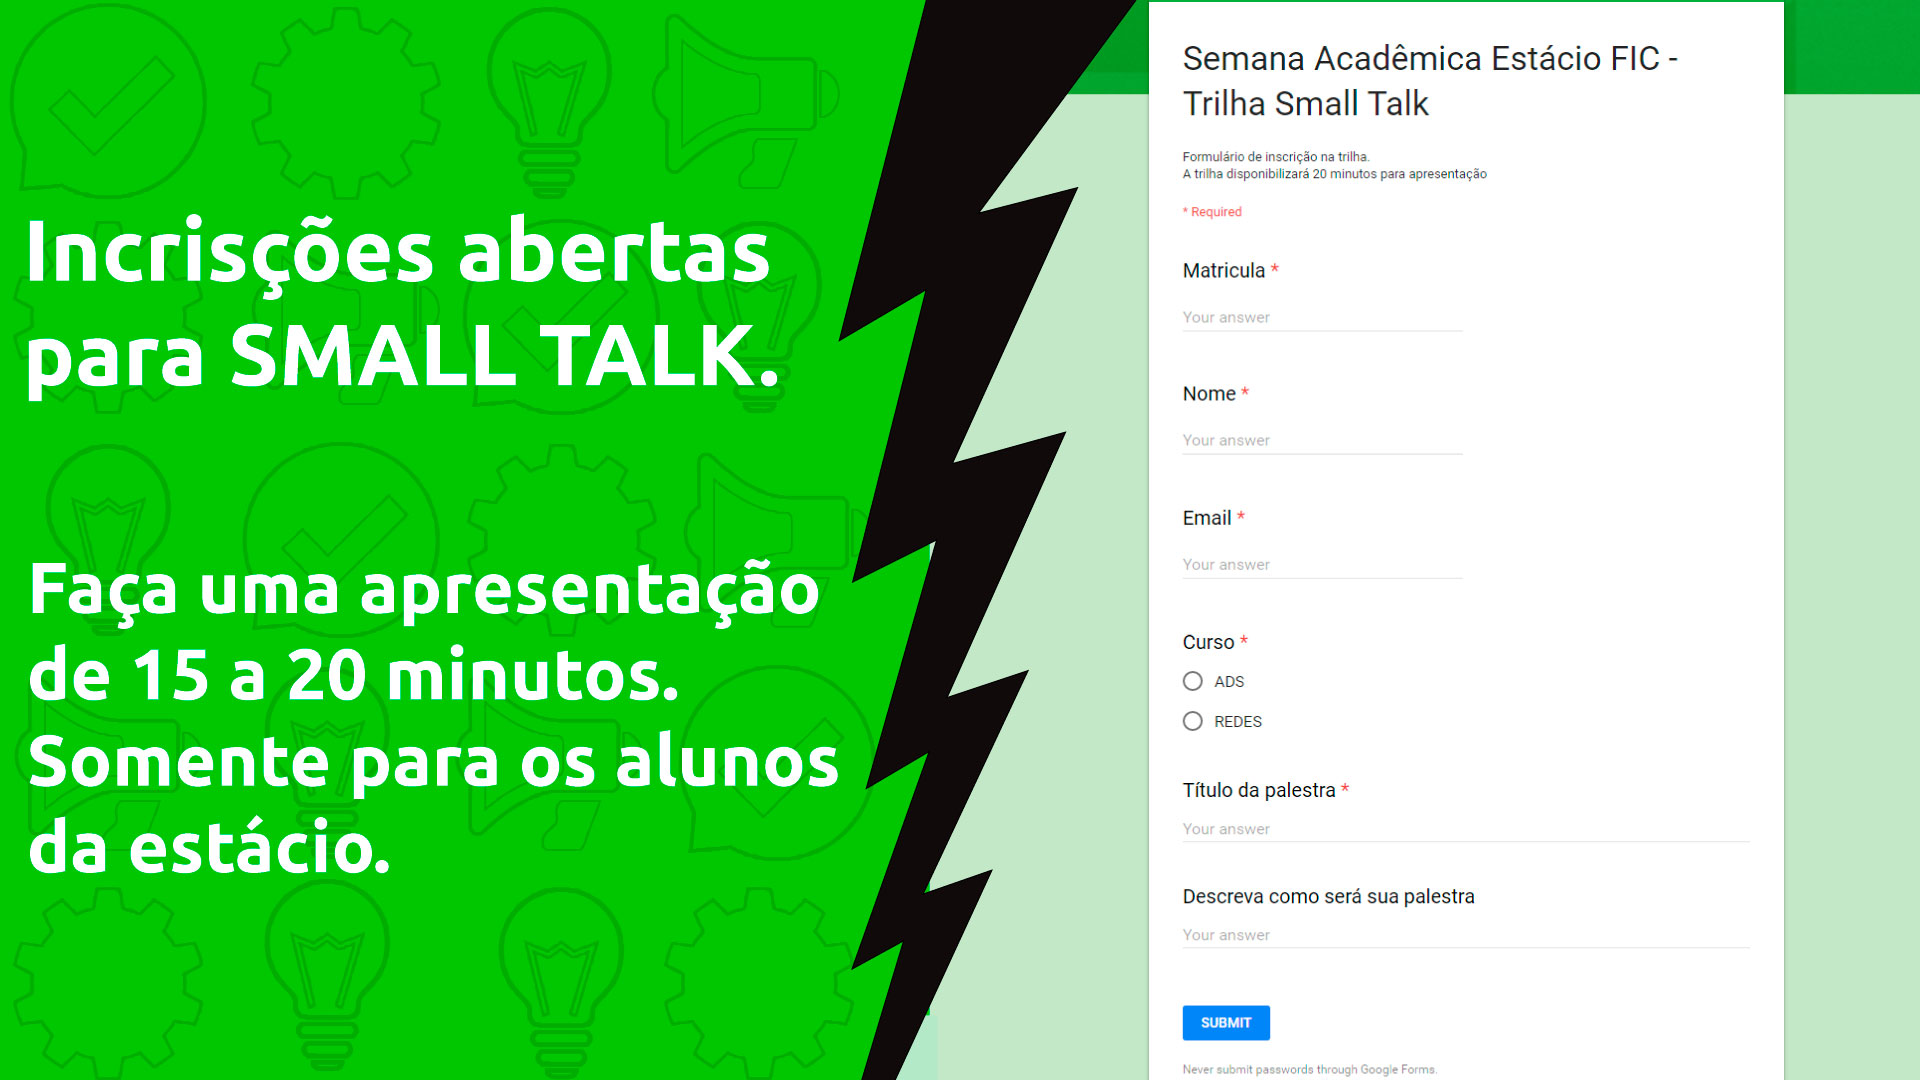 Incrisções abertas
para SMALL TALK.
Faça uma apresentação
de 15 a 20 minutos.
Somente para os alunos
da estácio.
Semana Acadêmica Estácio FIC -
Trilha Small Talk
Formulário de inscrição na trilha.
A trilha disponibilizará 20 minutos para apresentação
* Required
Matricula *
Your answer
Nome *
Your answer
Email *
Your answer
Curso *
ADS
REDES
Título da palestra *
Your answer
Descreva como será sua palestra
Your answer
SUBMIT
Never submit passwords through Google Forms.